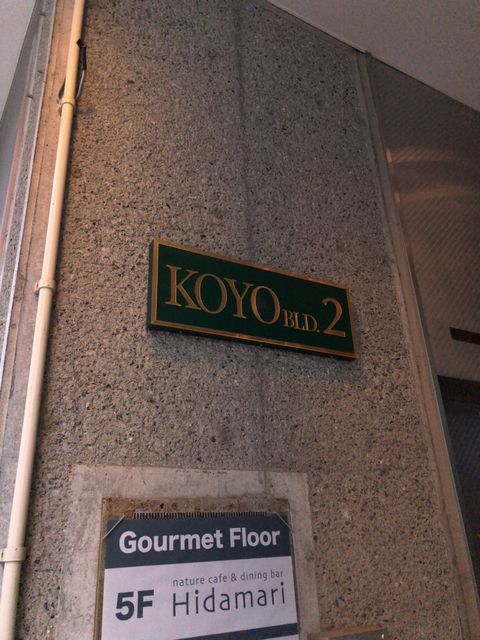 KOYO BLD. 2
Gourmet Floor
nature cafe & dining bar
5F Hidamari